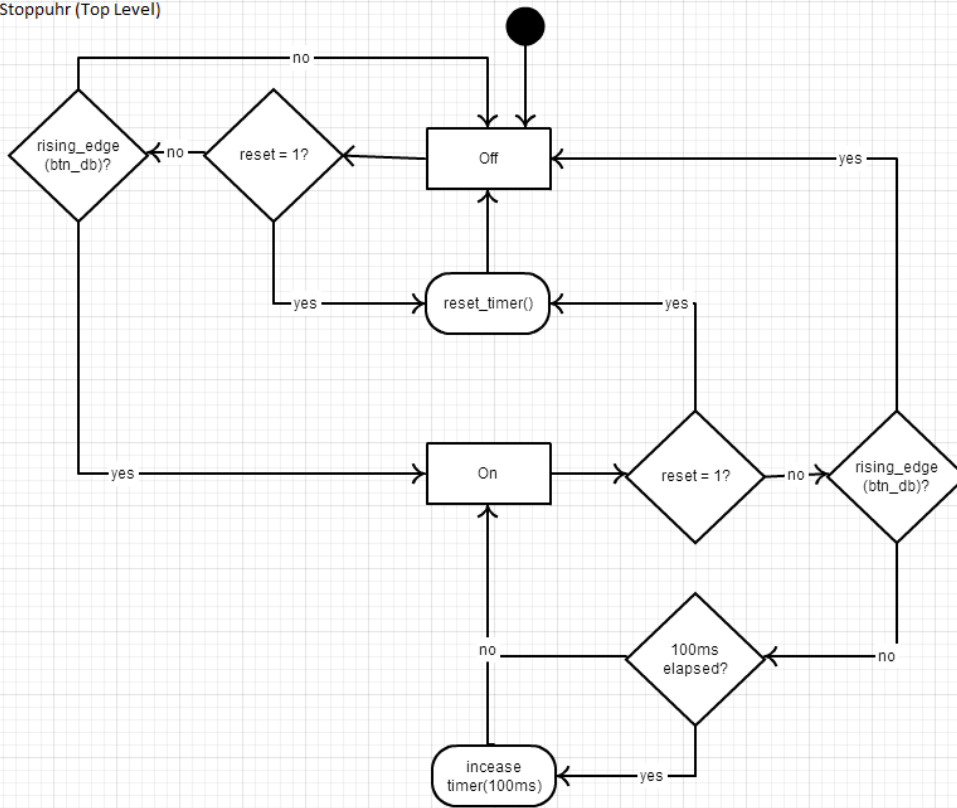 Stoppuhr (Top Level)
no
rising_edge
(btn_db)?
no
reset = 1?
Off
yes
yes
reset_timer()
yes
yes
On
reset = 1?
no
rising_edge
(btn_db)?
no
100ms
elapsed?
no
incease
timer(100ms)
yes